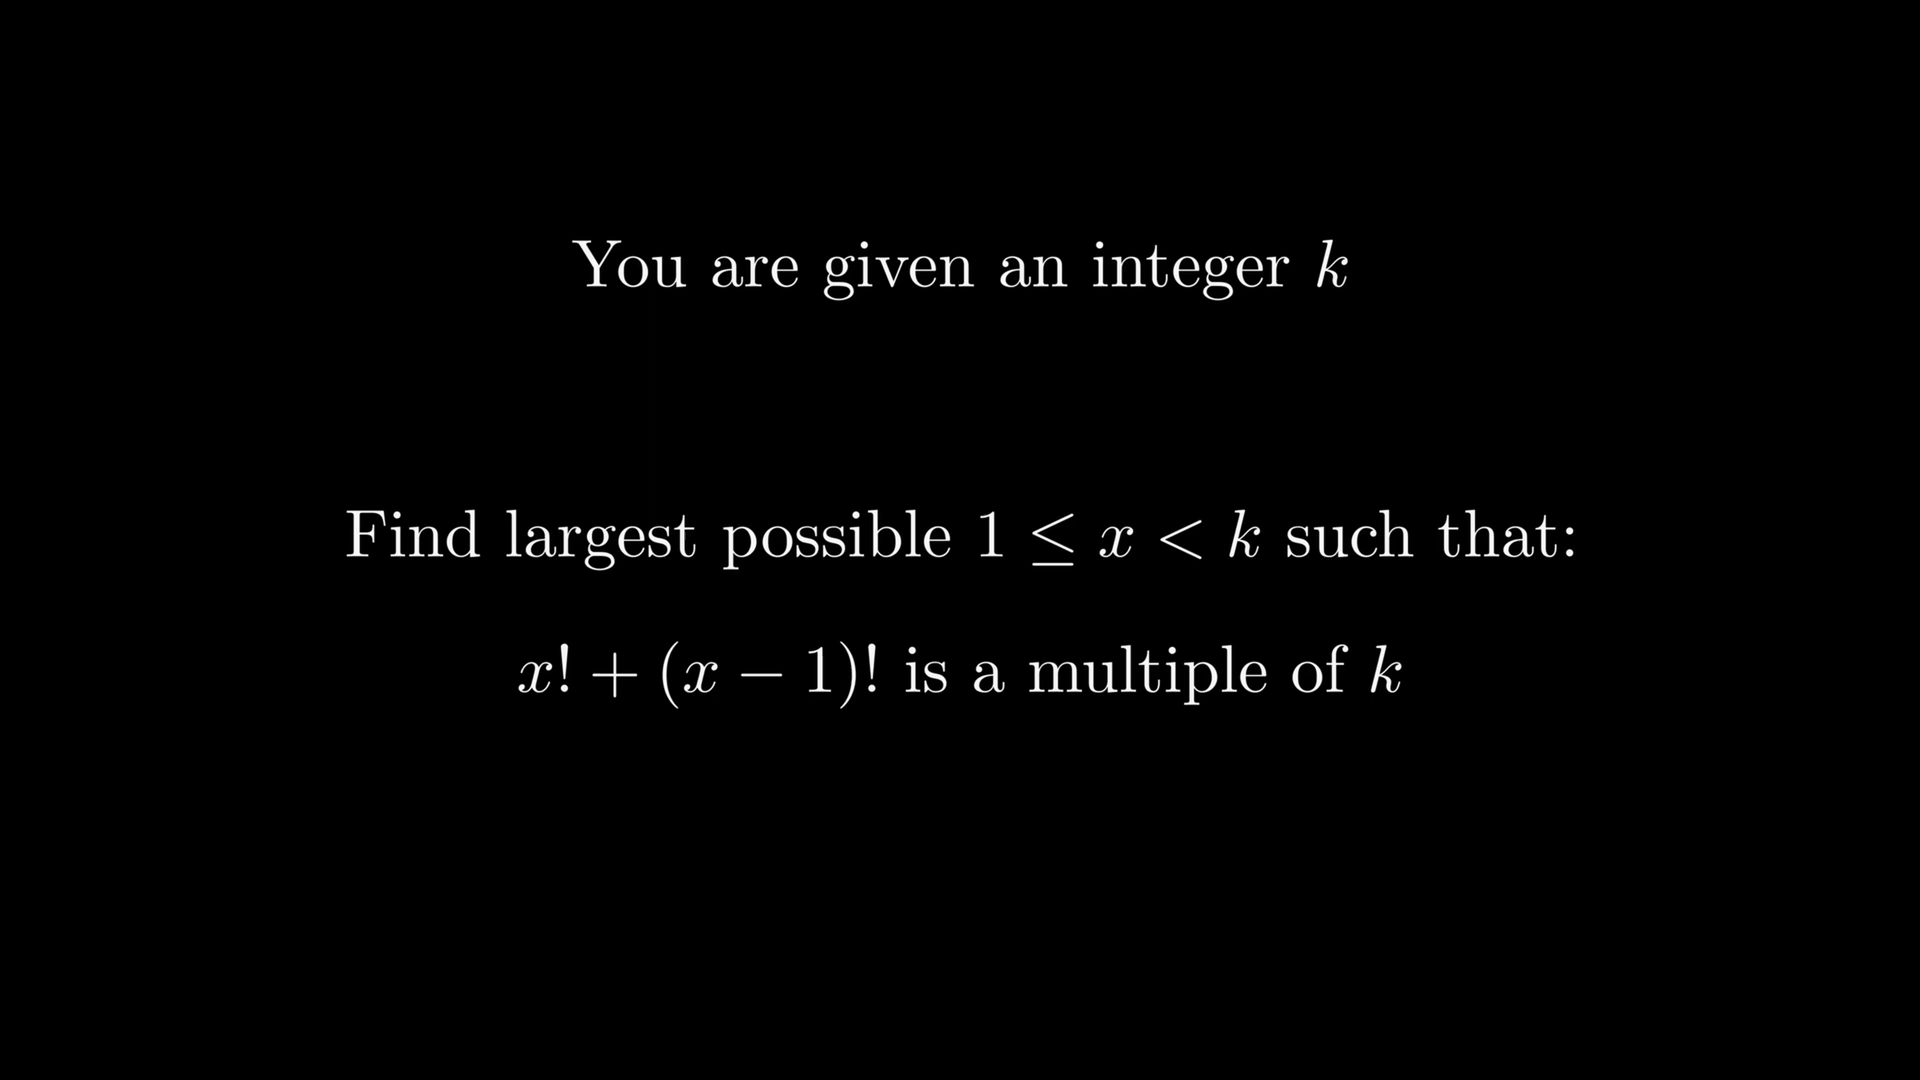 You are given an integer k
Find largest possible 1 ≤ x < k such that:
x! + (x − 1)! is a multiple of k